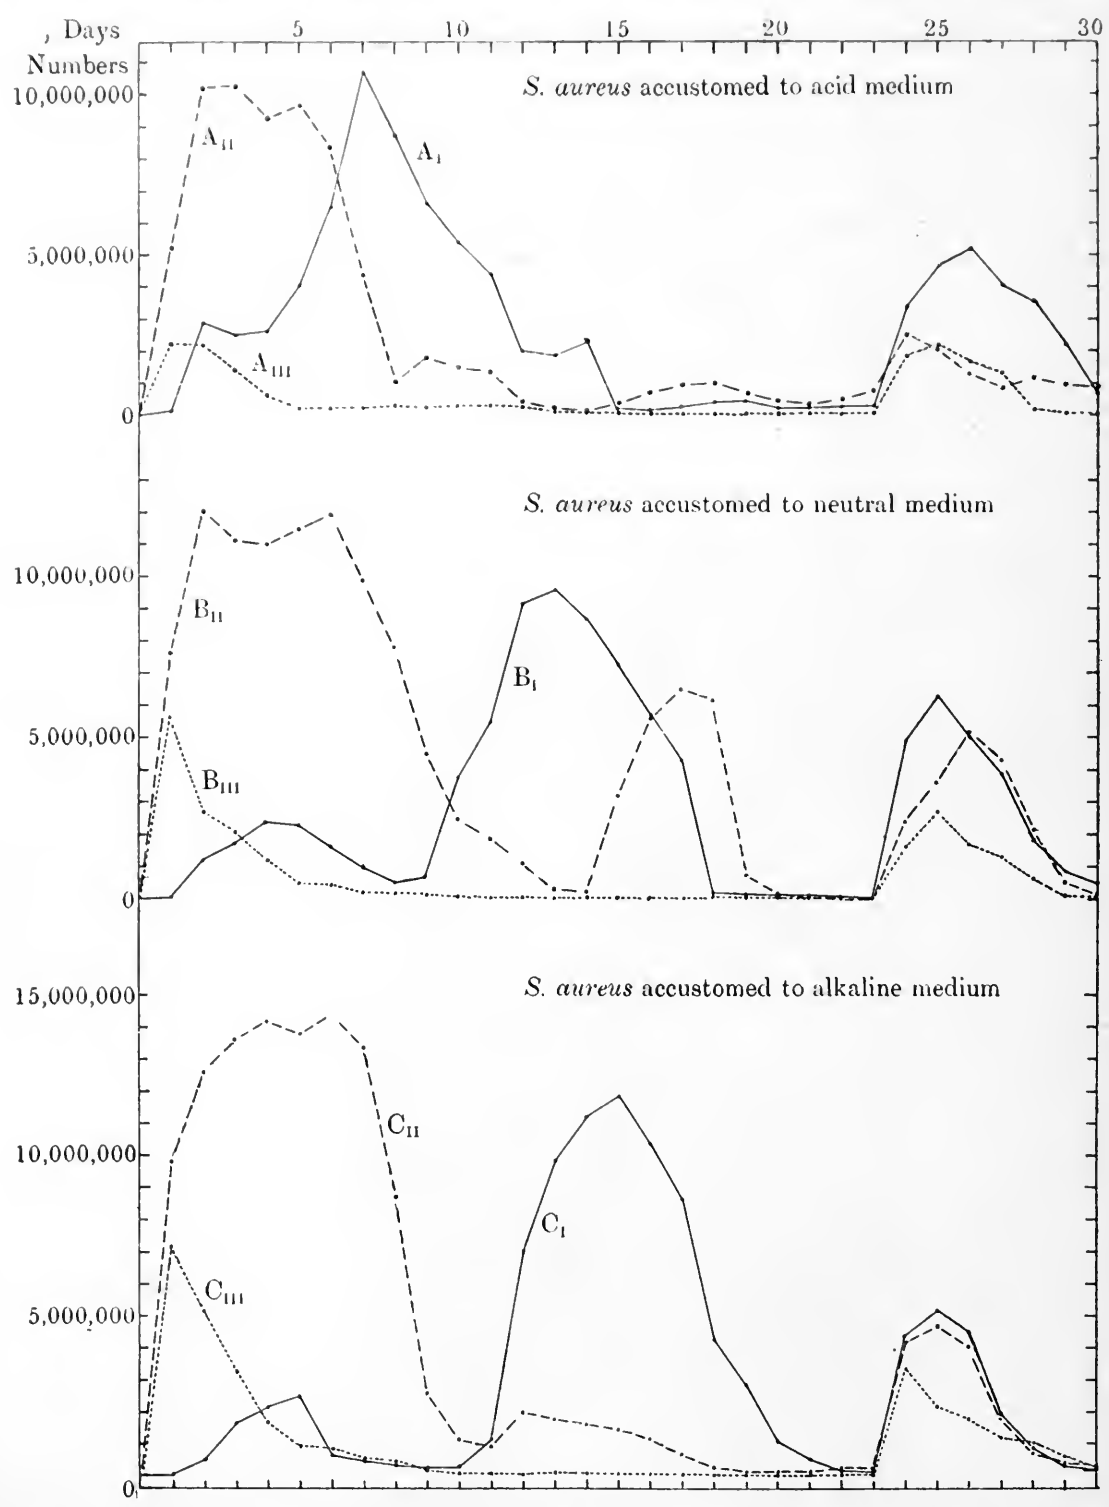 , Days 5 10 15 20 25 30
Numbers
10,000,000
S. aureus accustomed to acid medium
A_II
A_I
5,000,000
A_III
0
S. aureus accustomed to neutral medium
10,000,000
B_II
B_I
5,000,000
B_III
0
15,000,000
S. aureus accustomed to alkaline medium
C_II
10,000,000
C_I
C_III
5,000,000
0